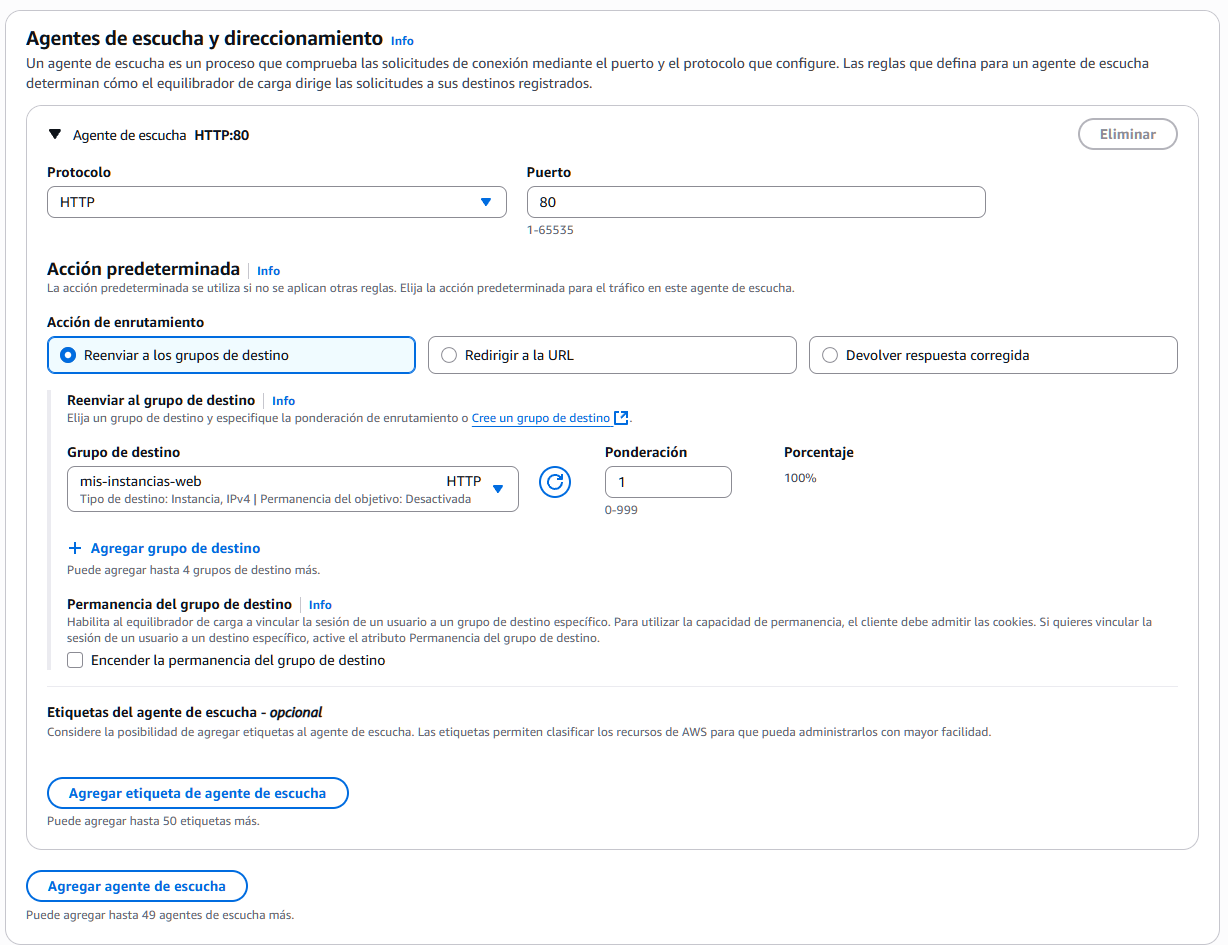 Agentes de escucha y direccionamiento Info
Un agente de escucha es un proceso que comprueba las solicitudes de conexión mediante el puerto y el protocolo que configure. Las reglas que defina para un agente de escucha
determinan cómo el equilibrador de carga dirige las solicitudes a sus destinos registrados.
Agente de escucha HTTP:80
Eliminar
Protocolo
HTTP
Puerto
80
1-65535
Acción predeterminada Info
La acción predeterminada se utiliza si no se aplican otras reglas. Elija la acción predeterminada para el tráfico en este agente de escucha.
Acción de enrutamiento
Reenviar a los grupos de destino
Redirigir a la URL
Devolver respuesta corregida
Reenviar al grupo de destino Info
Elija un grupo de destino y especifique la ponderación de enrutamiento o Cree un grupo de destino.
Grupo de destino
mis-instancias-web HTTP
Tipo de destino: Instancia, IPv4 | Permanencia del objetivo: Desactivada
Ponderación
1
0-999
Porcentaje
100%
+ Agregar grupo de destino
Puede agregar hasta 4 grupos de destino más.
Permanencia del grupo de destino Info
Habilita al equilibrador de carga a vincular la sesión de un usuario a un grupo de destino específico. Para utilizar la capacidad de permanencia, el cliente debe admitir las cookies. Si quieres vincular la
sesión de un usuario a un destino específico, active el atributo Permanencia del grupo de destino.
Encender la permanencia del grupo de destino
Etiquetas del agente de escucha - opcional
Considere la posibilidad de agregar etiquetas al agente de escucha. Las etiquetas permiten clasificar los recursos de AWS para que pueda administrarlos con mayor facilidad.
Agregar etiqueta de agente de escucha
Puede agregar hasta 50 etiquetas más.
Agregar agente de escucha
Puede agregar hasta 49 agentes de escucha más.